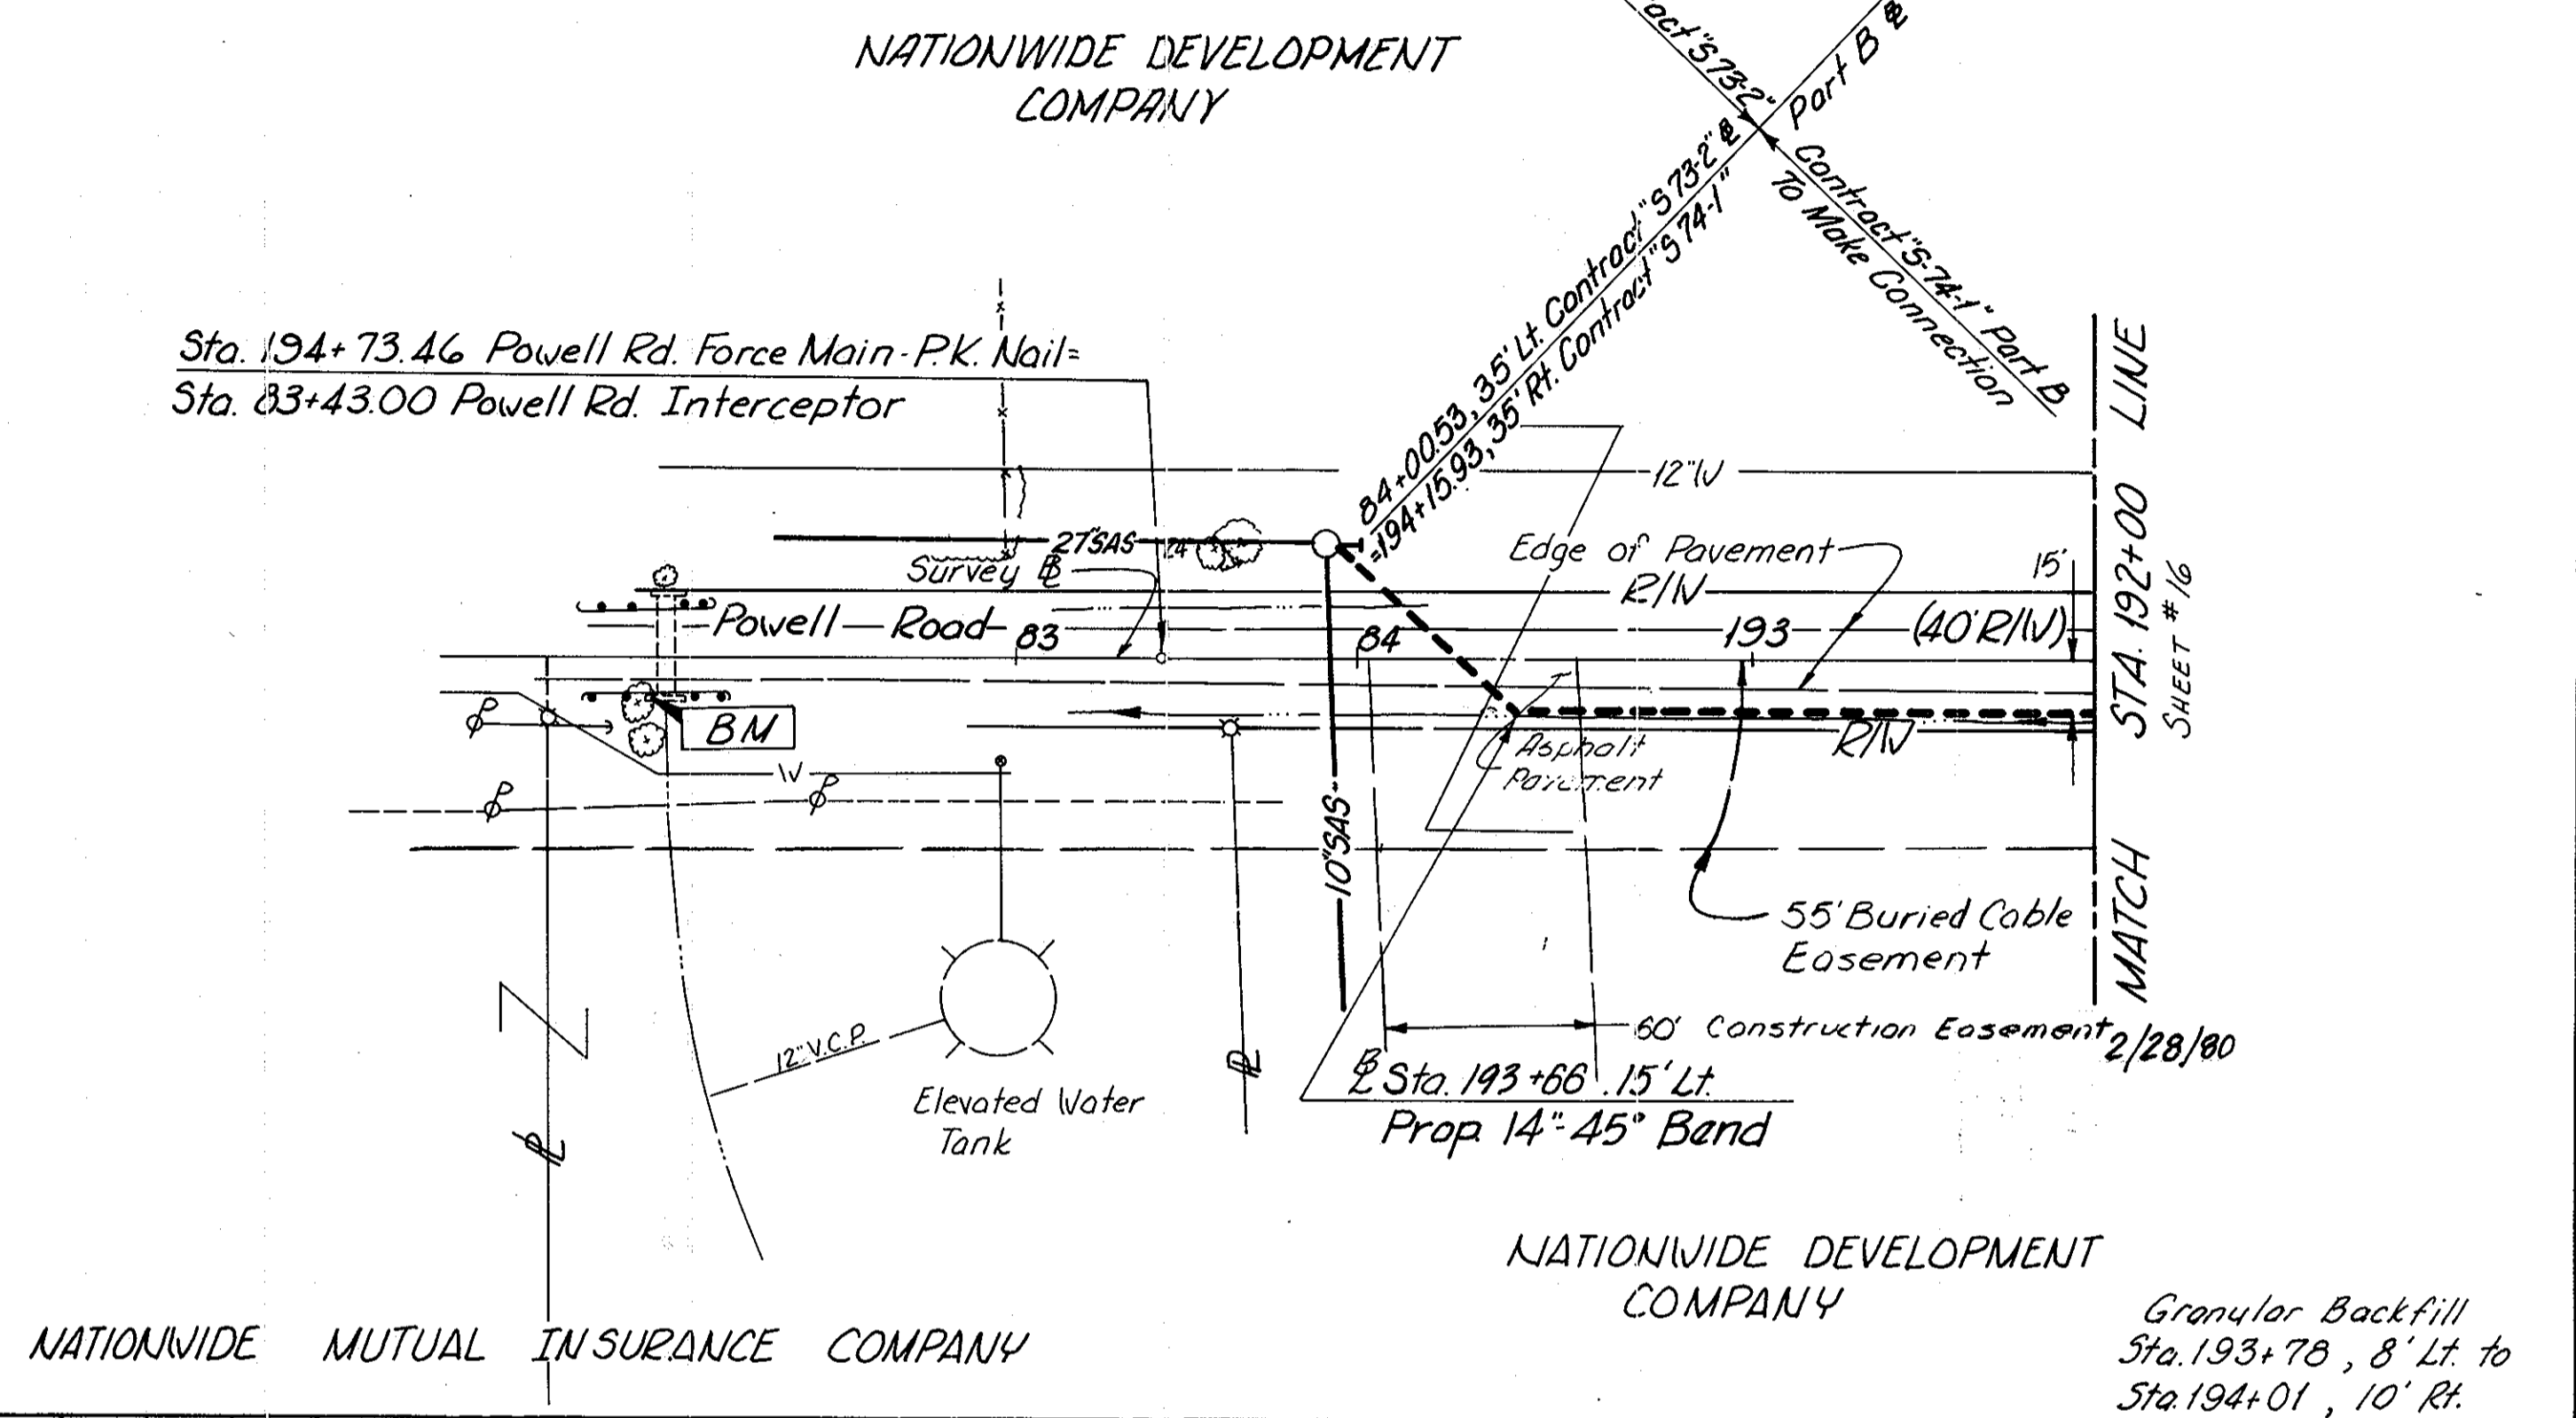 NATIONWIDE DEVELOPMENT
COMPANY
"S73-2"
Part B ℄
Contract "S-74-1" Part B
To Make Connection
84+00.53, 35' Lt. Contract "S73-2" ℄
=194+15.93, 35' Rt. Contract "S74-1"
Sta. 194+73.46 Powell Rd. Force Main-P.K. Nail=
Sta. 83+43.00 Powell Rd. Interceptor
12"W
27"SAS
24"
Survey ℄
Edge of Pavement
R/W
15'
Powell Road
83
84
193
(40'R/W)
MATCH STA. 192+00 LINE
SHEET #16
BM
R/W
Asphalt
Pavement
W
P
P
P
10"SAS
55' Buried Cable
Easement
60' Construction Easement
2/28/80
12"V.C.P.
Elevated Water
Tank
℄ Sta. 193+66, 15' Lt.
Prop. 14"-45° Bend
NATIONWIDE DEVELOPMENT
COMPANY
NATIONWIDE MUTUAL INSURANCE COMPANY
Granular Backfill
Sta. 193+78, 8' Lt. to
Sta. 194+01, 10' Rt.